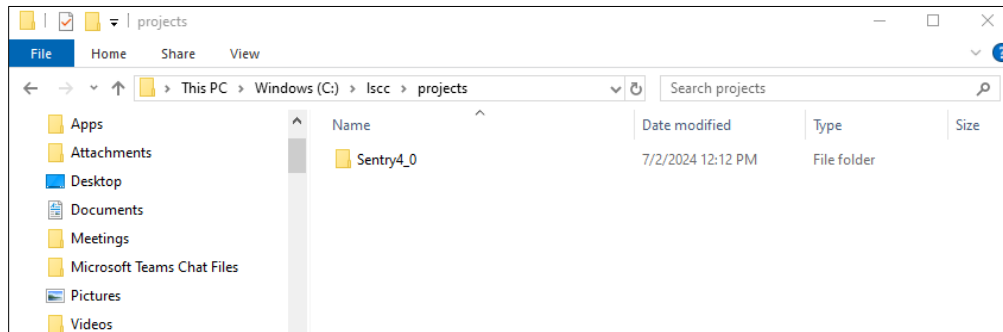 projects
File Home Share View
This PC > Windows (C:) > lscc > projects Search projects
Name Date modified Type Size
Apps
Sentry4_0 7/2/2024 12:12 PM File folder
Attachments
Desktop
Documents
Meetings
Microsoft Teams Chat Files
Pictures
Videos